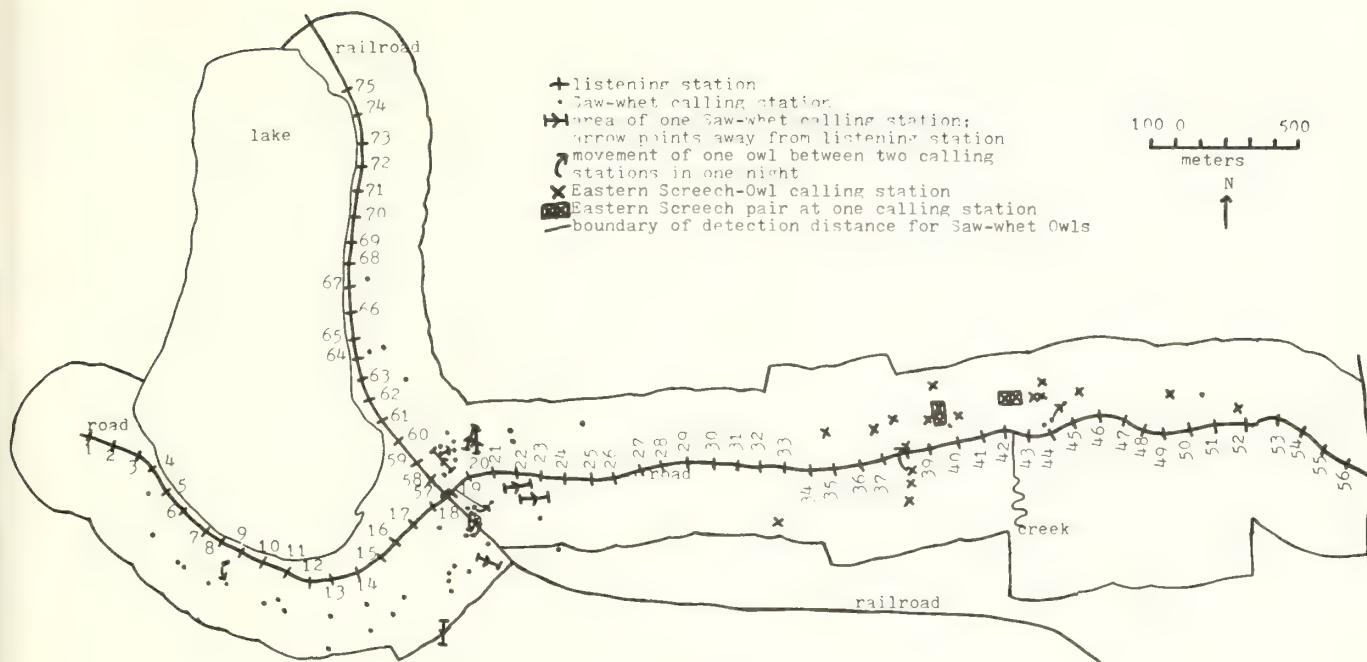 railroad
lake
listening station
Saw-whet calling station
area of one Saw-whet calling station;
arrow points away from listening station
movement of one owl between two calling
stations in one night
Eastern Screech-Owl calling station
Eastern Screech pair at one calling station
boundary of detection distance for Saw-whet Owls
100 0 500
meters
N
75
74
73
72
71
70
69
68
67
66
65
64
63
62
61
60
59
58
57
road
1 2 3 4
5
6
7
8
9
10
11
12
13
14
15
16
17
18
19
20
21
22 23 24 25 26 27 28 29 30 31 32 33
34 35 36 37 39 40 41 42 43 44 45 46 47 48 49 50 51 52 53 54 55 56
road
creek
railroad